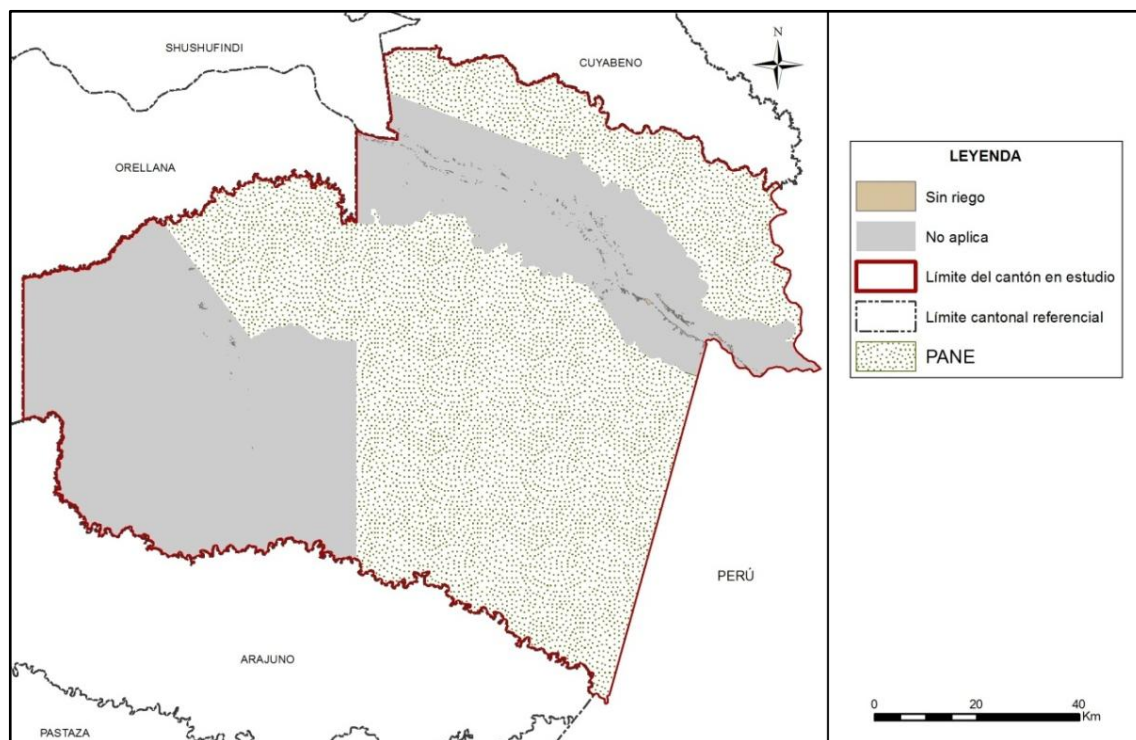 SHUSHUFINDI
N
CUYABENO
ORELLANA
PERÚ
ARAJUNO
PASTAZA
LEYENDA
Sin riego
No aplica
Límite del cantón en estudio
Límite cantonal referencial
PANE
0 20 40
Km